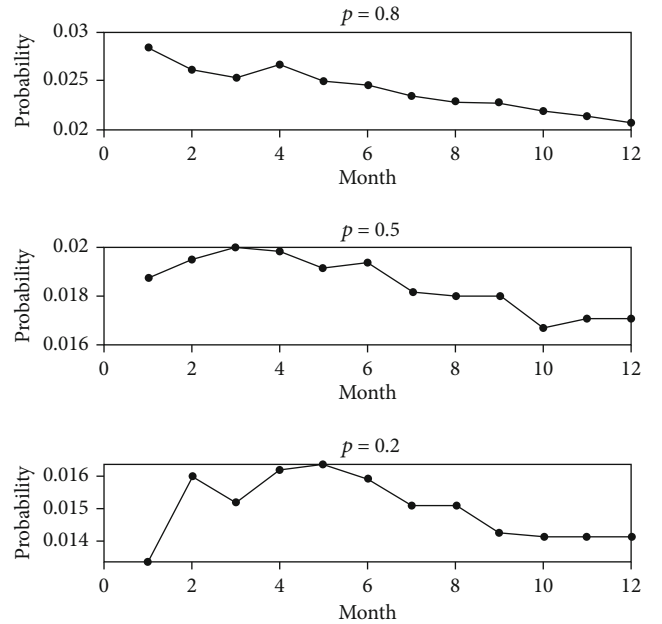 p = 0.8
Probability
0.03
0.025
0.02
0 2 4 6 8 10 12
Month
p = 0.5
Probability
0.02
0.018
0.016
0 2 4 6 8 10 12
Month
p = 0.2
Probability
0.016
0.015
0.014
0 2 4 6 8 10 12
Month